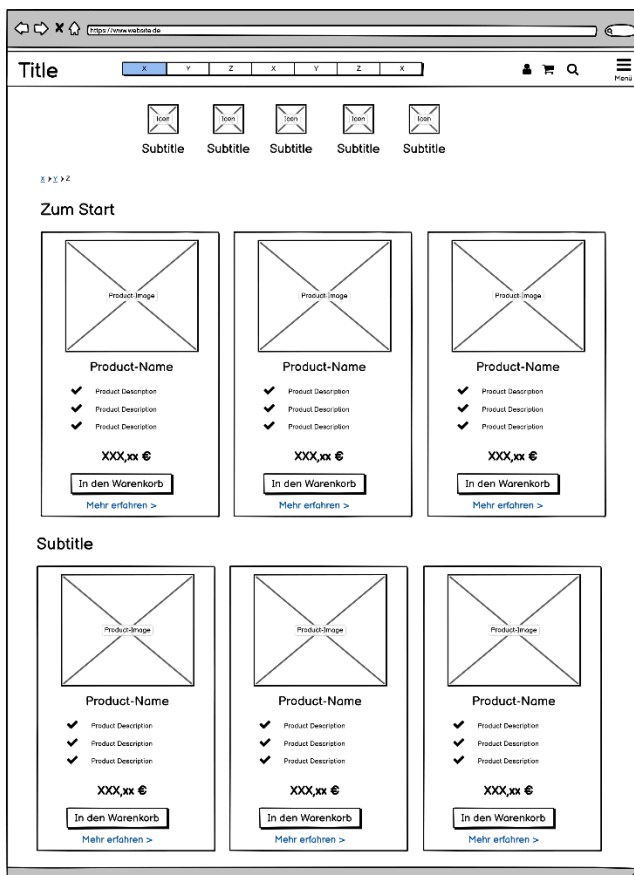 https://www.website.de
Title
X Y Z X Y Z X
Menü
Icon Icon Icon Icon Icon
Subtitle Subtitle Subtitle Subtitle Subtitle
X > Y > Z
Zum Start
Product-Image Product-Image Product-Image
Product-Name Product-Name Product-Name
Product Description Product Description Product Description
Product Description Product Description Product Description
Product Description Product Description Product Description
XXX,xx € XXX,xx € XXX,xx €
In den Warenkorb In den Warenkorb In den Warenkorb
Mehr erfahren > Mehr erfahren > Mehr erfahren >
Subtitle
Product-Image Product-Image Product-Image
Product-Name Product-Name Product-Name
Product Description Product Description Product Description
Product Description Product Description Product Description
Product Description Product Description Product Description
XXX,xx € XXX,xx € XXX,xx €
In den Warenkorb In den Warenkorb In den Warenkorb
Mehr erfahren > Mehr erfahren > Mehr erfahren >